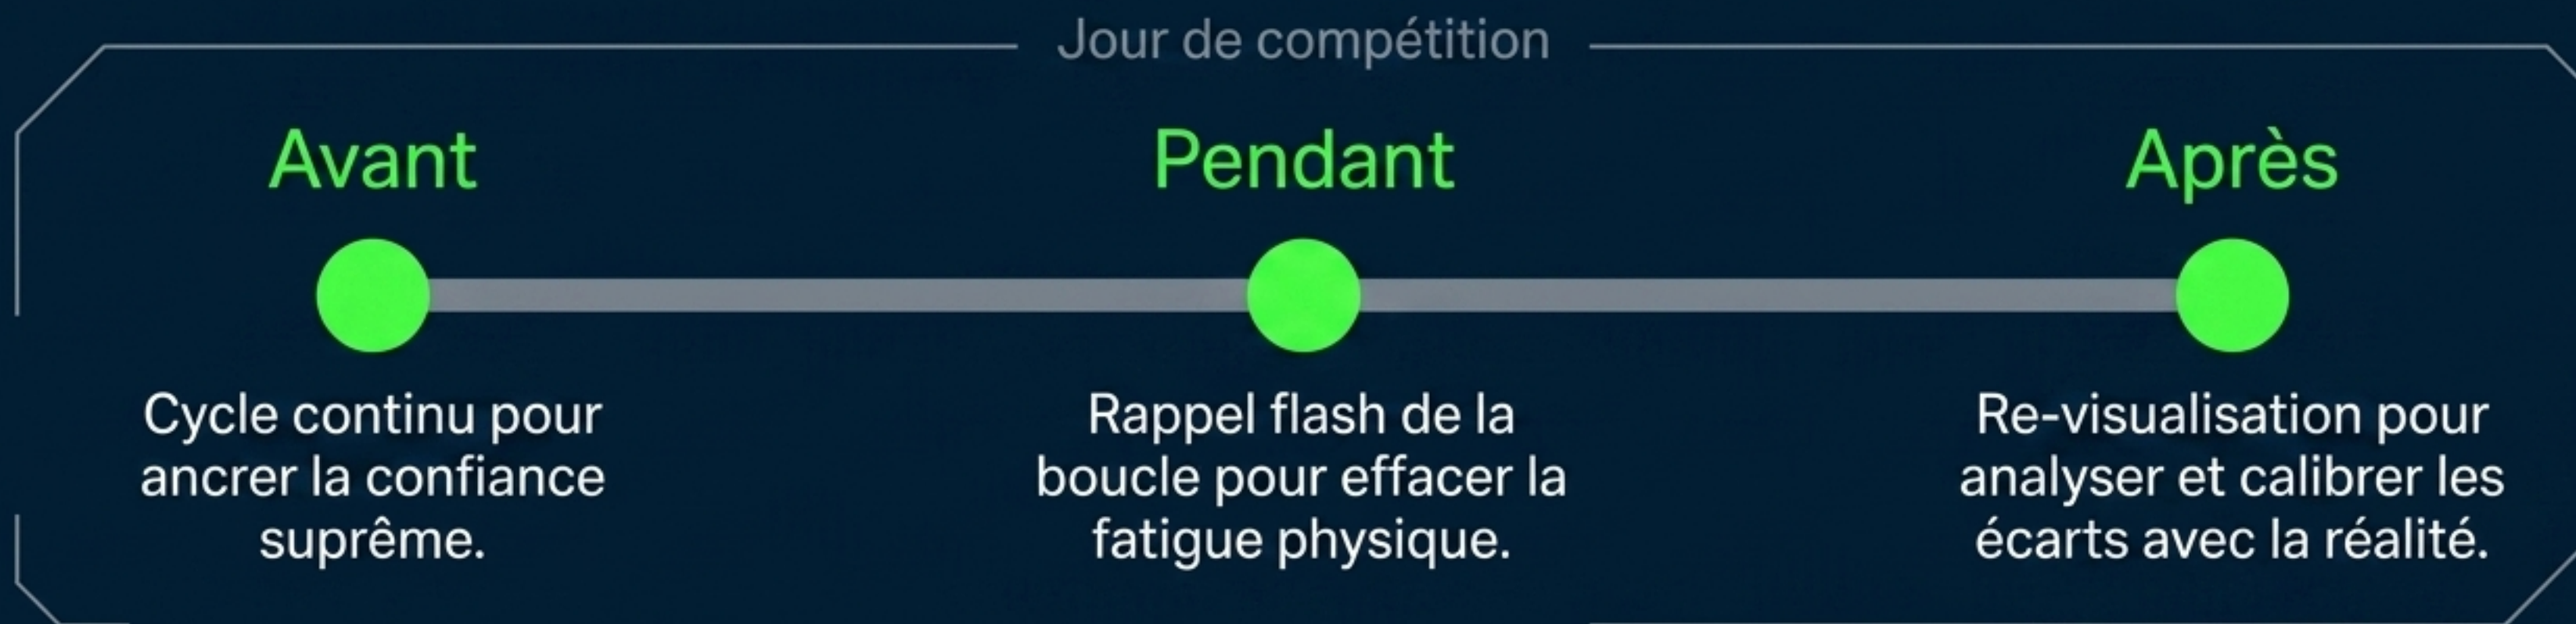 Jour de compétition
Avant
Pendant
Après
Cycle continu pour
ancrer la confiance
suprême.
Rappel flash de la
boucle pour effacer la
fatigue physique.
Re-visualisation pour
analyser et calibrer les
écarts avec la réalité.